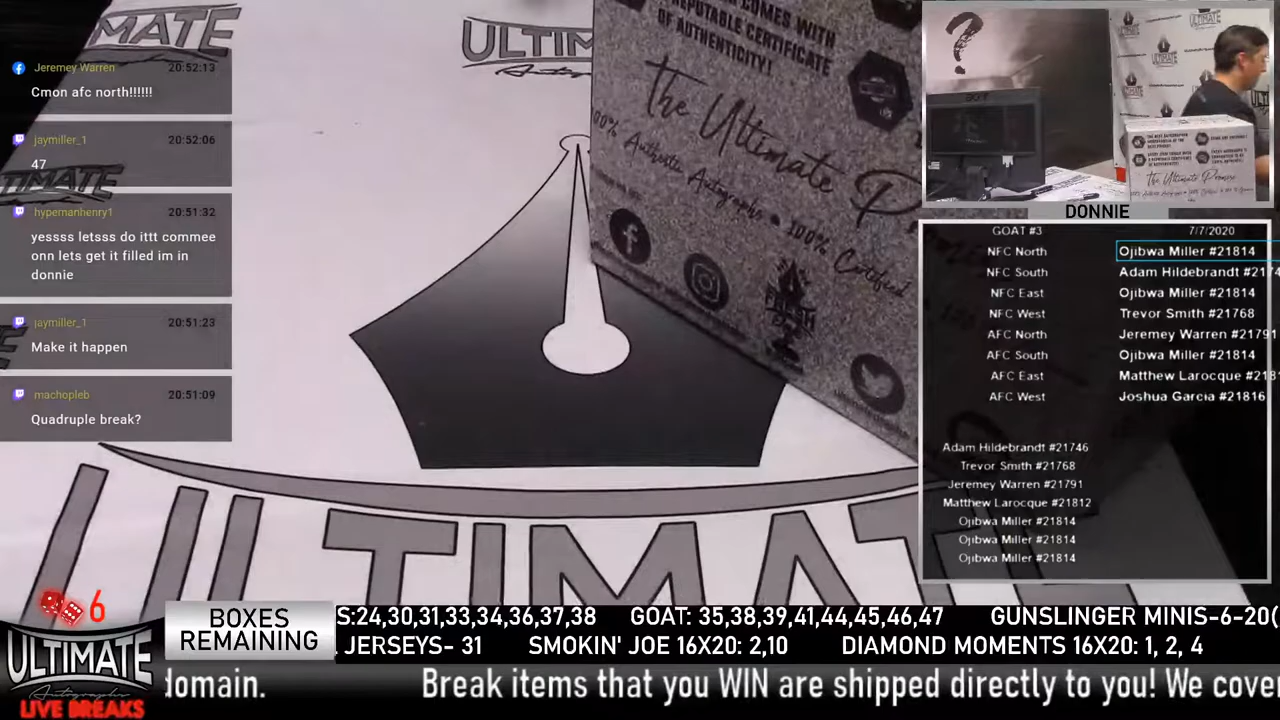 MATE
Jeremey Warren 20:52:13
Cmon afc north!!!!!!
jaymiller_1 20:52:06
47
hypemanhenry1 20:51:32
yessss letsss do ittt commee
onn lets get it filled im in
donnie
jaymiller_1 20:51:23
Make it happen
machopleb 20:51:09
Quadruple break?
ULTIM
COMES WITH
REPUTABLE CERTIFICATE
OF AUTHENTICITY!
the Ultimate P
100% Authentic Autographs • 100% Certified
?
ULTIMATE
DONNIE
GOAT #3 7/7/2020
NFC North Ojibwa Miller #21814
NFC South Adam Hildebrandt #2174
NFC East Ojibwa Miller #21814
NFC West Trevor Smith #21768
AFC North Jeremey Warren #21791
AFC South Ojibwa Miller #21814
AFC East Matthew Larocque #218
AFC West Joshua Garcia #21816
Adam Hildebrandt #21746
Trevor Smith #21768
Jeremey Warren #21791
Matthew Larocque #21812
Ojibwa Miller #21814
Ojibwa Miller #21814
Ojibwa Miller #21814
ULTIMAT
6
ULTIMATE
LIVE BREAKS
BOXES
REMAINING
S:24,30,31,33,34,36,37,38 GOAT: 35,38,39,41,44,45,46,47 GUNSLINGER MINIS-6-20(
JERSEYS- 31 SMOKIN' JOE 16X20: 2,10 DIAMOND MOMENTS 16X20: 1, 2, 4
domain. Break items that you WIN are shipped directly to you! We cover